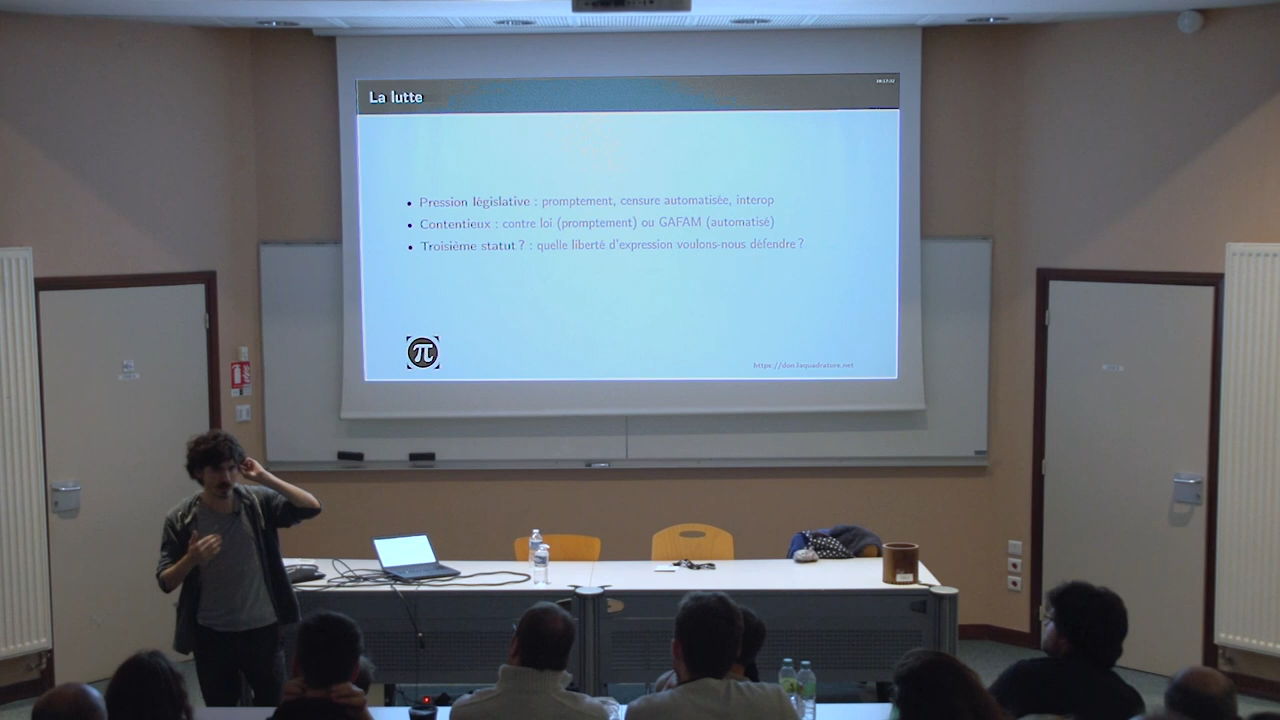 La lutte
• Pression législative : promptement, censure automatisée, interop
• Contentieux : contre loi (promptement) ou GAFAM (automatisé)
• Troisième statut ? : quelle liberté d'expression voulons-nous défendre ?
π
https://don.laquadrature.net